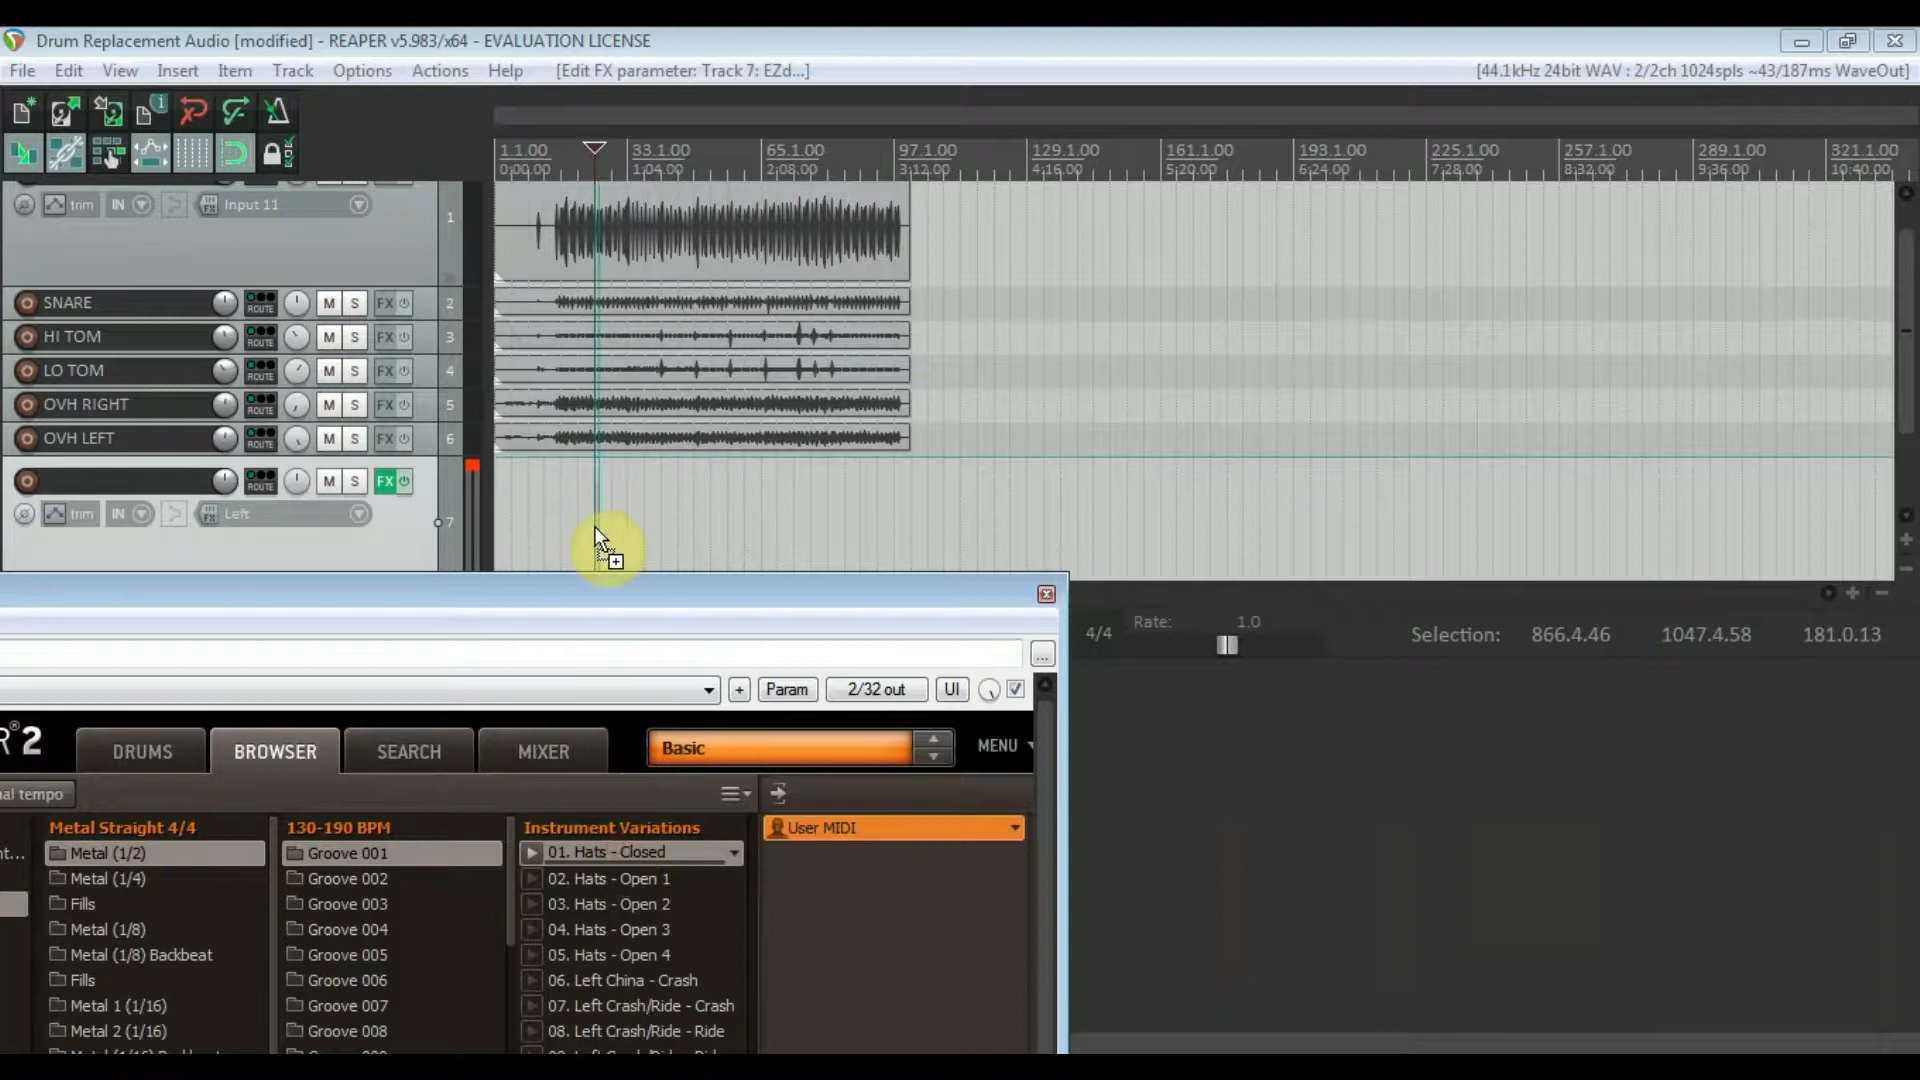 Drum Replacement Audio [modified] - REAPER v5.983/x64 - EVALUATION LICENSE
File Edit View Insert Item Track Options Actions Help [Edit FX parameter: Track 7: EZd...] [44.1kHz 24bit WAV : 2/2ch 1024spls ~43/187ms WaveOut]
1.1.00 33.1.00 65.1.00 97.1.00 129.1.00 161.1.00 193.1.00 225.1.00 257.1.00 289.1.00 321.1.00
0:00.00 1:04.00 2:08.00 3:12.00 4:16.00 5:20.00 6:24.00 7:28.00 8:32.00 9:36.00 10:40.00
trim IN IN FX Input 11 1
SNARE ROUTE M S FX 2
HI TOM ROUTE M S FX 3
LO TOM ROUTE M S FX 4
OVH RIGHT ROUTE M S FX 5
OVH LEFT ROUTE M S FX 6
ROUTE M S FX
trim IN IN FX Left 7
4/4 Rate: 1.0 Selection: 866.4.46 1047.4.58 181.0.13
...
+ Param 2/32 out UI
R® 2 DRUMS BROWSER SEARCH MIXER Basic MENU
nal tempo
Metal Straight 4/4 130-190 BPM Instrument Variations User MIDI
nt... Metal (1/2) Groove 001 01. Hats - Closed
Metal (1/4) Groove 002 02. Hats - Open 1
Fills Groove 003 03. Hats - Open 2
Metal (1/8) Groove 004 04. Hats - Open 3
Metal (1/8) Backbeat Groove 005 05. Hats - Open 4
Fills Groove 006 06. Left China - Crash
Metal 1 (1/16) Groove 007 07. Left Crash/Ride - Crash
Metal 2 (1/16) Groove 008 08. Left Crash/Ride - Ride